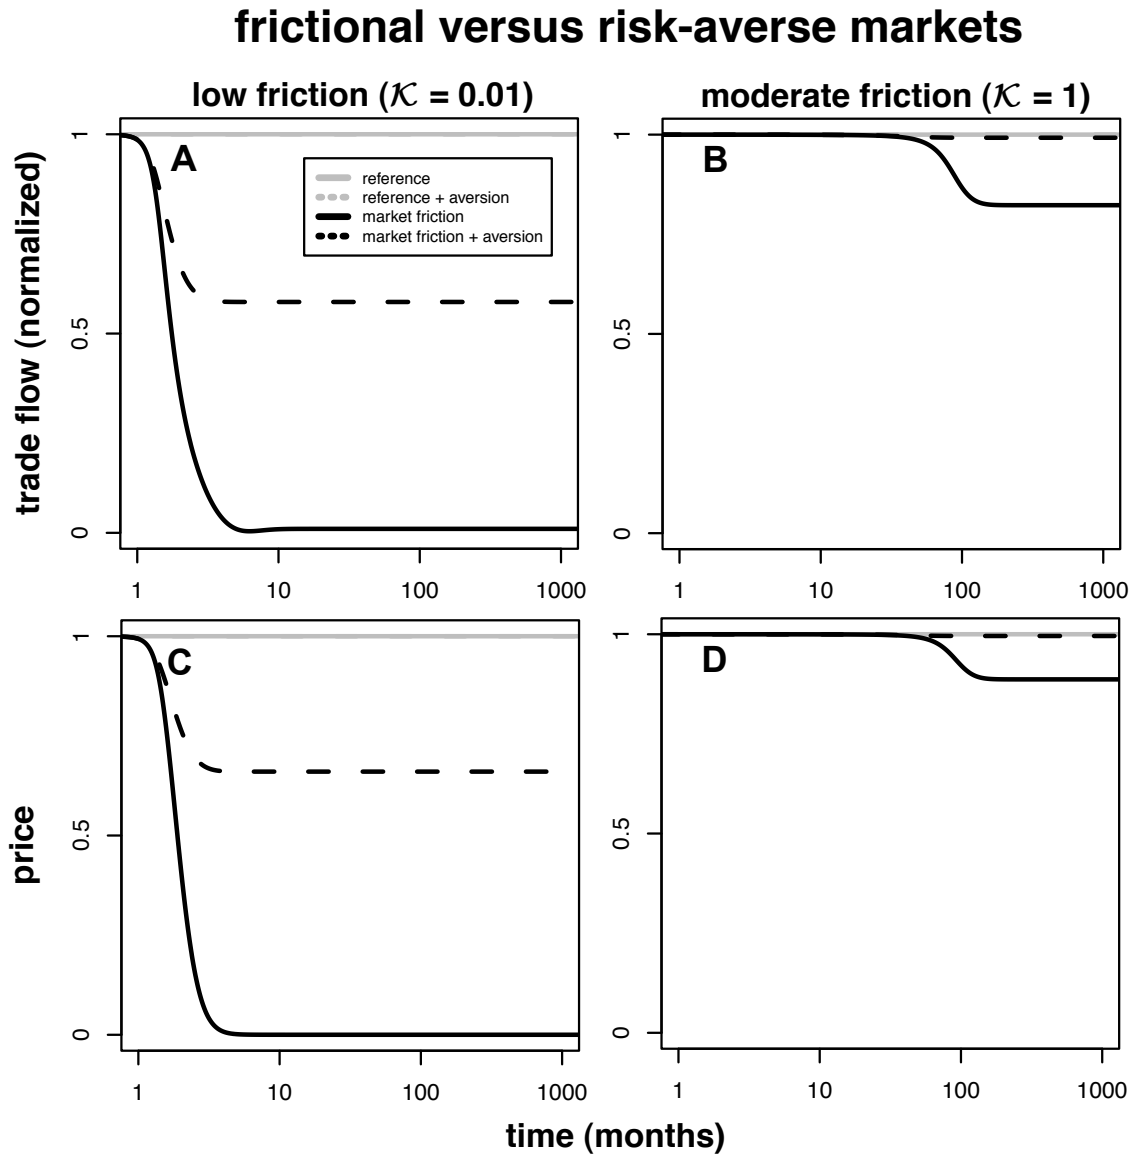 frictional versus risk-averse markets
low friction (𝒦 = 0.01)
moderate friction (𝒦 = 1)
trade flow (normalized)
1
0.5
0
A
reference
reference + aversion
market friction
market friction + aversion
1 10 100 1000
1
0.5
0
B
1 10 100 1000
price
1
0.5
0
C
1 10 100 1000
1
0.5
0
D
1 10 100 1000
time (months)